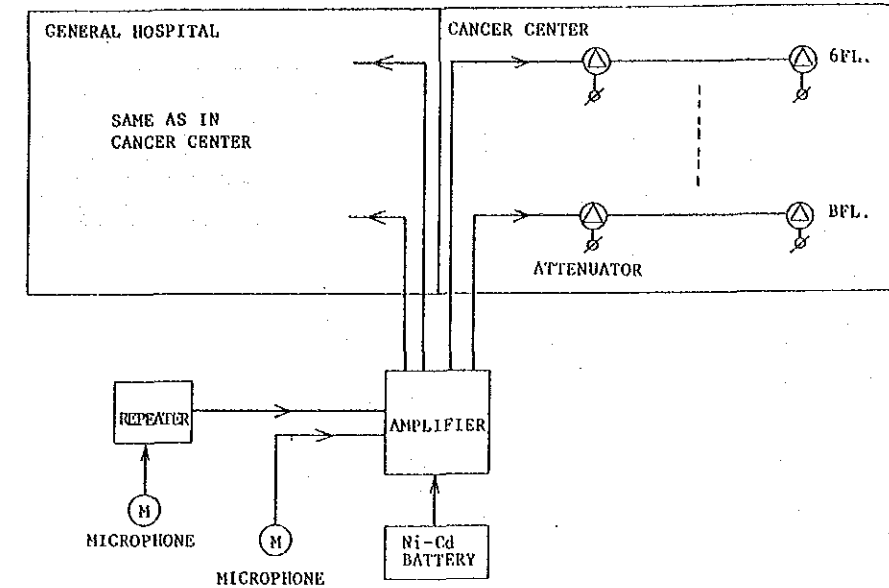 GENERAL HOSPITAL
CANCER CENTER
6FL.
SAME AS IN
CANCER CENTER
BFL.
ATTENUATOR
REPEATER
AMPLIFIER
M
MICROPHONE
M
MICROPHONE
Ni-Cd
BATTERY